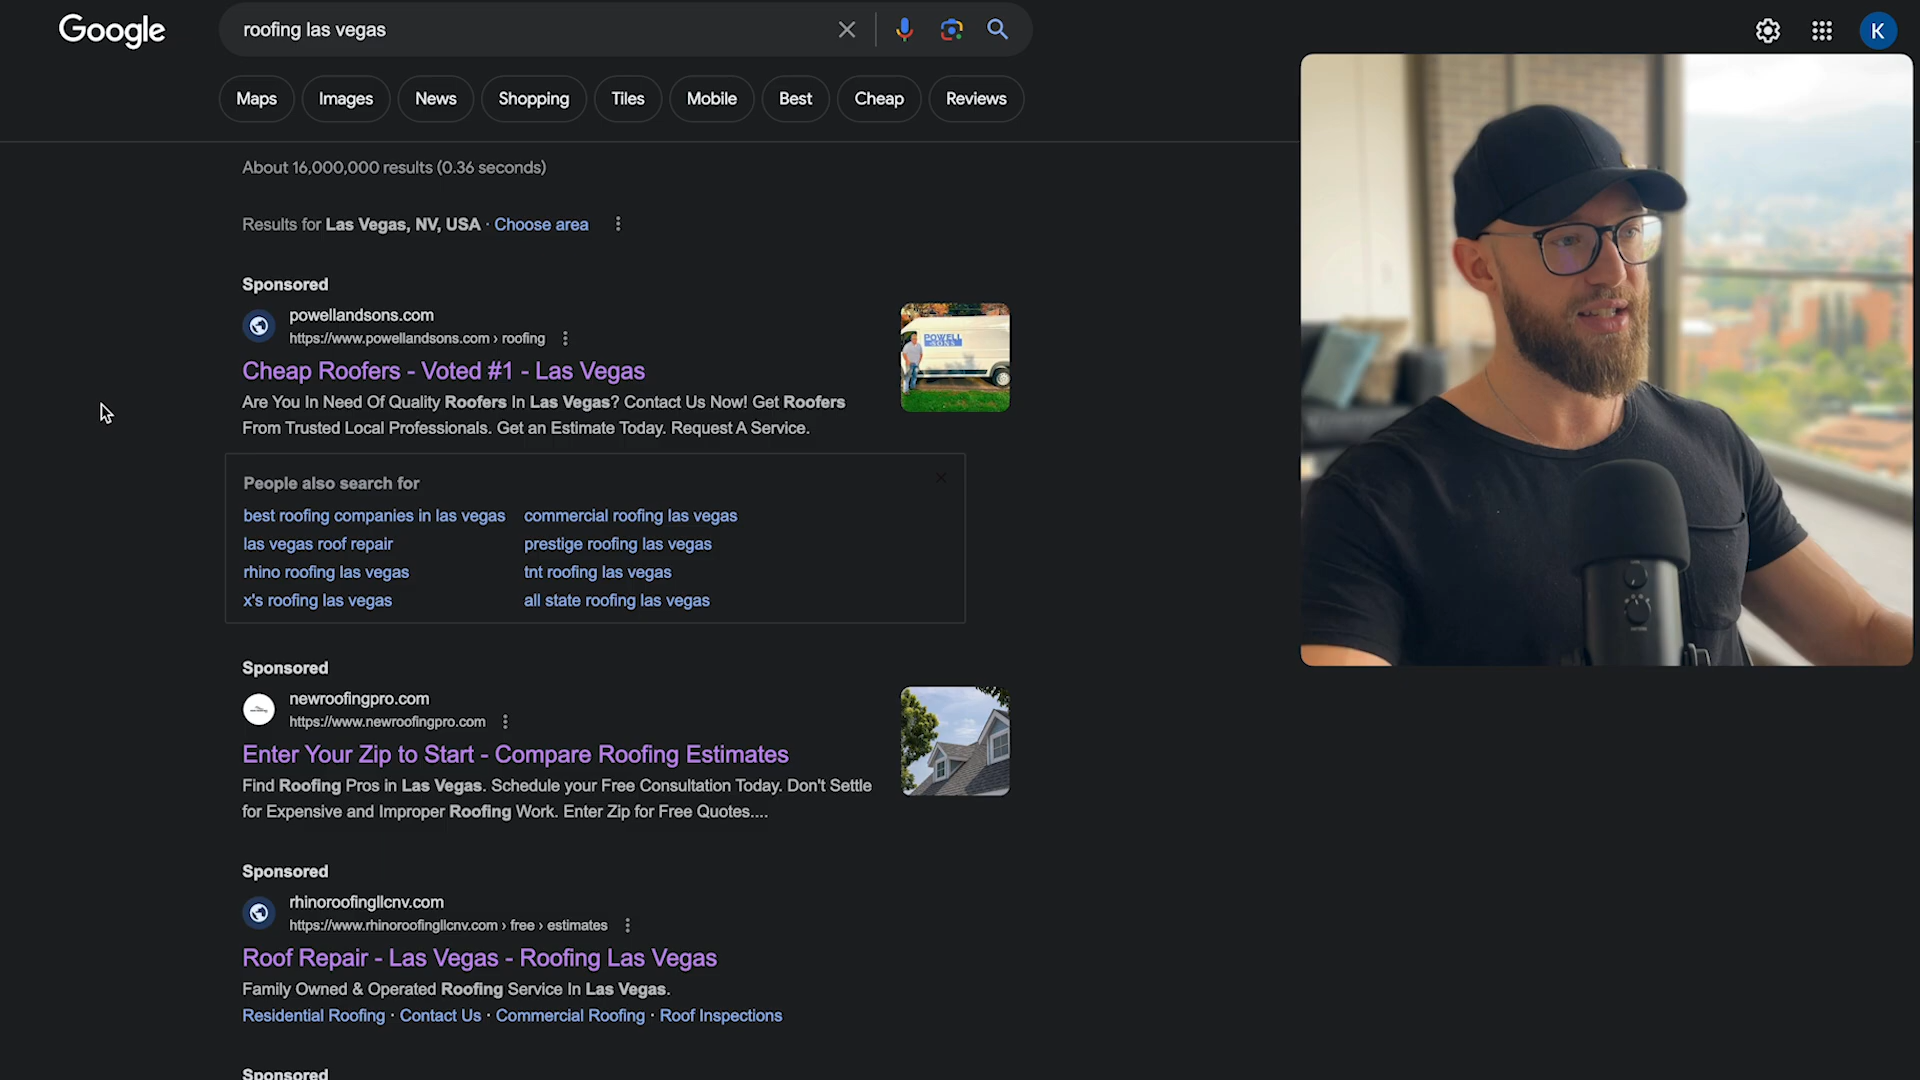 Google
roofing las vegas
K
Maps
Images
News
Shopping
Tiles
Mobile
Best
Cheap
Reviews
About 16,000,000 results (0.36 seconds)
Results for Las Vegas, NV, USA · Choose area
Sponsored
powellandsons.com
https://www.powellandsons.com › roofing
Cheap Roofers - Voted #1 - Las Vegas
Are You In Need Of Quality Roofers In Las Vegas? Contact Us Now! Get Roofers
From Trusted Local Professionals. Get an Estimate Today. Request A Service.
POWELL
SONS
People also search for
best roofing companies in las vegas
commercial roofing las vegas
las vegas roof repair
prestige roofing las vegas
rhino roofing las vegas
tnt roofing las vegas
x's roofing las vegas
all state roofing las vegas
Sponsored
newroofingpro.com
https://www.newroofingpro.com
Enter Your Zip to Start - Compare Roofing Estimates
Find Roofing Pros in Las Vegas. Schedule your Free Consultation Today. Don't Settle
for Expensive and Improper Roofing Work. Enter Zip for Free Quotes....
Sponsored
rhinoroofingllcnv.com
https://www.rhinoroofingllcnv.com › free › estimates
Roof Repair - Las Vegas - Roofing Las Vegas
Family Owned & Operated Roofing Service In Las Vegas.
Residential Roofing · Contact Us · Commercial Roofing · Roof Inspections
Sponsored